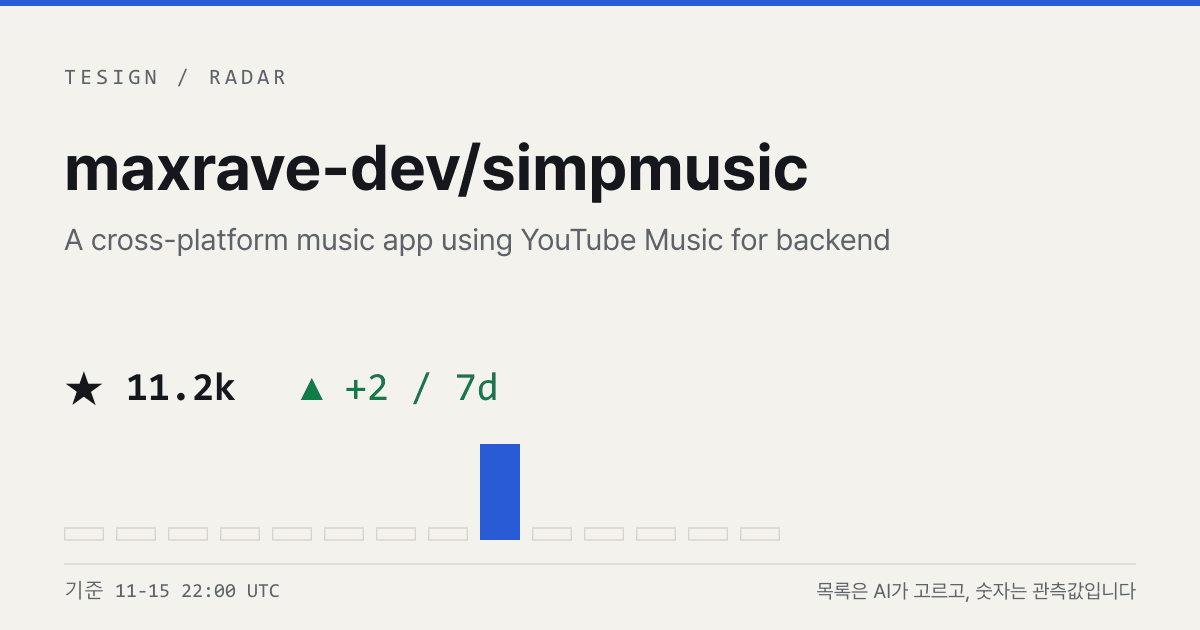 TESIGN / RADAR
maxrave-dev/simpmusic
A cross-platform music app using YouTube Music for backend
★ 11.2k ▲ +2 / 7d
기준 11-15 22:00 UTC
목록은 AI가 고르고, 숫자는 관측값입니다